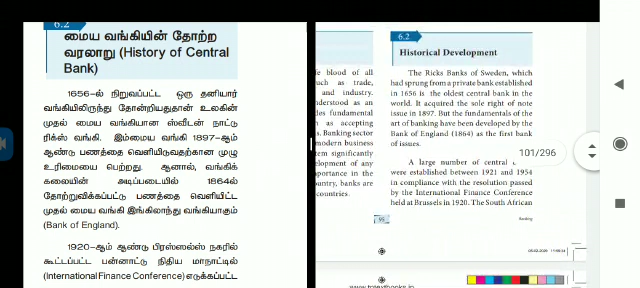 6.2
மைய வங்கியின் தோற்ற
வரலாறு (History of Central
Bank)
1656-ல் நிறுவப்பட்ட ஒரு தனியார்
வங்கியிலிருந்து தோன்றியதுதான் உலகின்
முதல் மைய வங்கியான ஸ்வீடன் நாட்டு
ரிக்ஸ் வங்கி. இம்மைய வங்கி 1897-ஆம்
ஆண்டு பணத்தை வெளியிடுவதற்கான முழு
உரிமையை பெற்றது. ஆனால், வங்கிக்
கலையின் அடிப்படையில் 1864ல்
தோற்றுவிக்கப்பட்டு பணத்தை வெளியிட்ட
முதல் மைய வங்கி இங்கிலாந்து வங்கியாகும்
(Bank of England).
1920-ஆம் ஆண்டு பிரஸ்ஸல்ஸ் நகரில்
கூட்டப்பட்ட பன்னாட்டு நிதிய மாநாட்டில்
(International Finance Conference) எடுக்கப்பட்ட
fe blood of all
uch as trade,
and industry.
nderstood as an
des fundamental
as accepting
s. Banking sector
modern business
tem significantly
elopment of any
mportance in the
ountry, banks are
countries.
95
6.2
Historical Development
The Ricks Banks of Sweden, which
had sprung from a private bank established
in 1656 is the oldest central bank in the
world. It acquired the sole right of note
issue in 1897. But the fundamentals of the
art of banking have been developed by the
Bank of England (1864) as the first bank
of issues.
101/296
A large number of central
were established between 1921 and 1954
in compliance with the resolution passed
by the International Finance Conference
held at Brussels in 1920. The South African
Banking